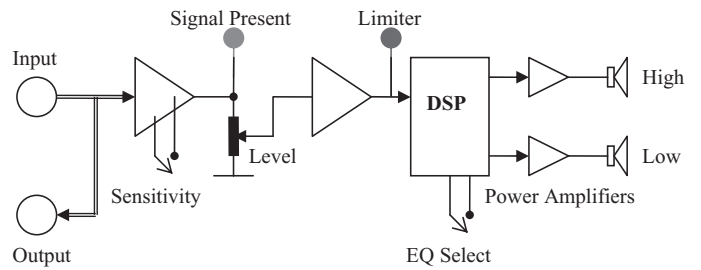 Signal Present
Limiter
Input
High
DSP
Level
Low
Sensitivity
Power Amplifiers
Output
EQ Select